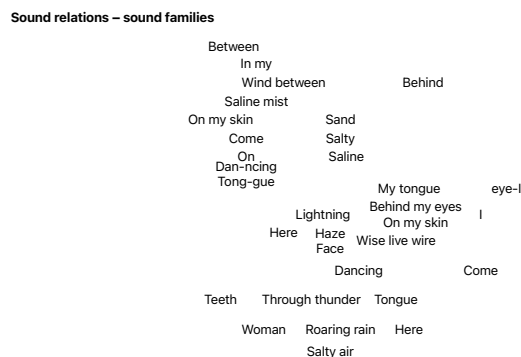 Sound relations – sound families
Between
In my
Wind between Behind
Saline mist
On my skin Sand
Come Salty
On Saline
Dan-ncing
Tong-gue
My tongue eye-I
Behind my eyes
Lightning I
On my skin
Here Haze
Wise live wire
Face
Dancing Come
Teeth Through thunder Tongue
Woman Roaring rain Here
Salty air